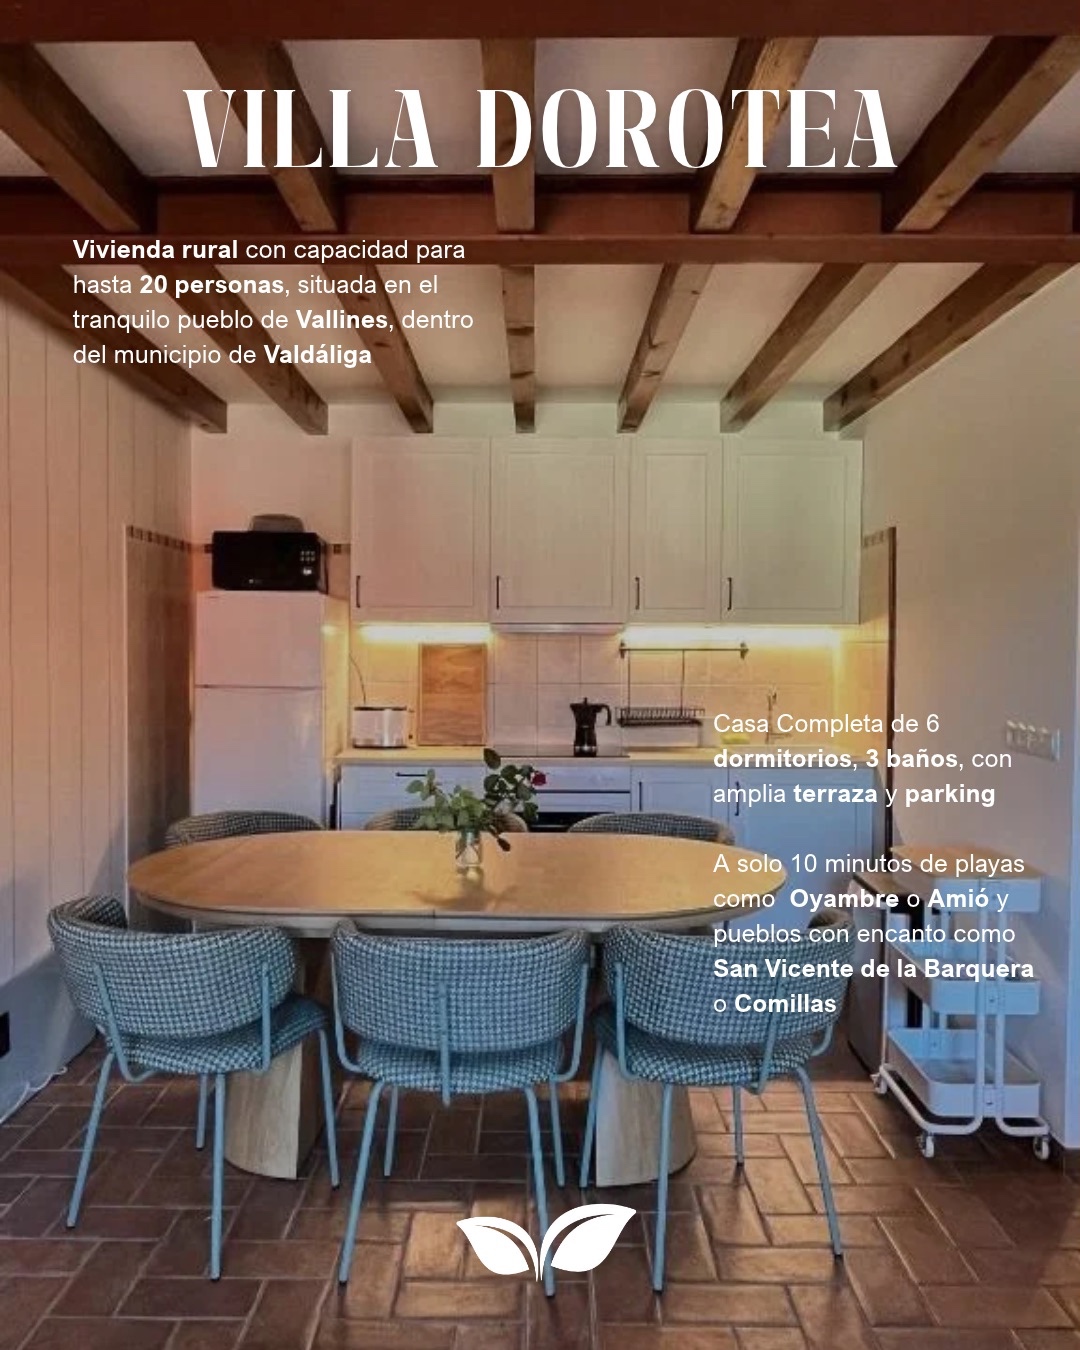 VILLA DOROTEA
Vivienda rural con capacidad para
hasta 20 personas, situada en el
tranquilo pueblo de Vallines, dentro
del municipio de Valdáliga
Casa Completa de 6
dormitorios, 3 baños, con
amplia terraza y parking
A solo 10 minutos de playas
como  Oyambre o Amió y
pueblos con encanto como
San Vicente de la Barquera
o Comillas